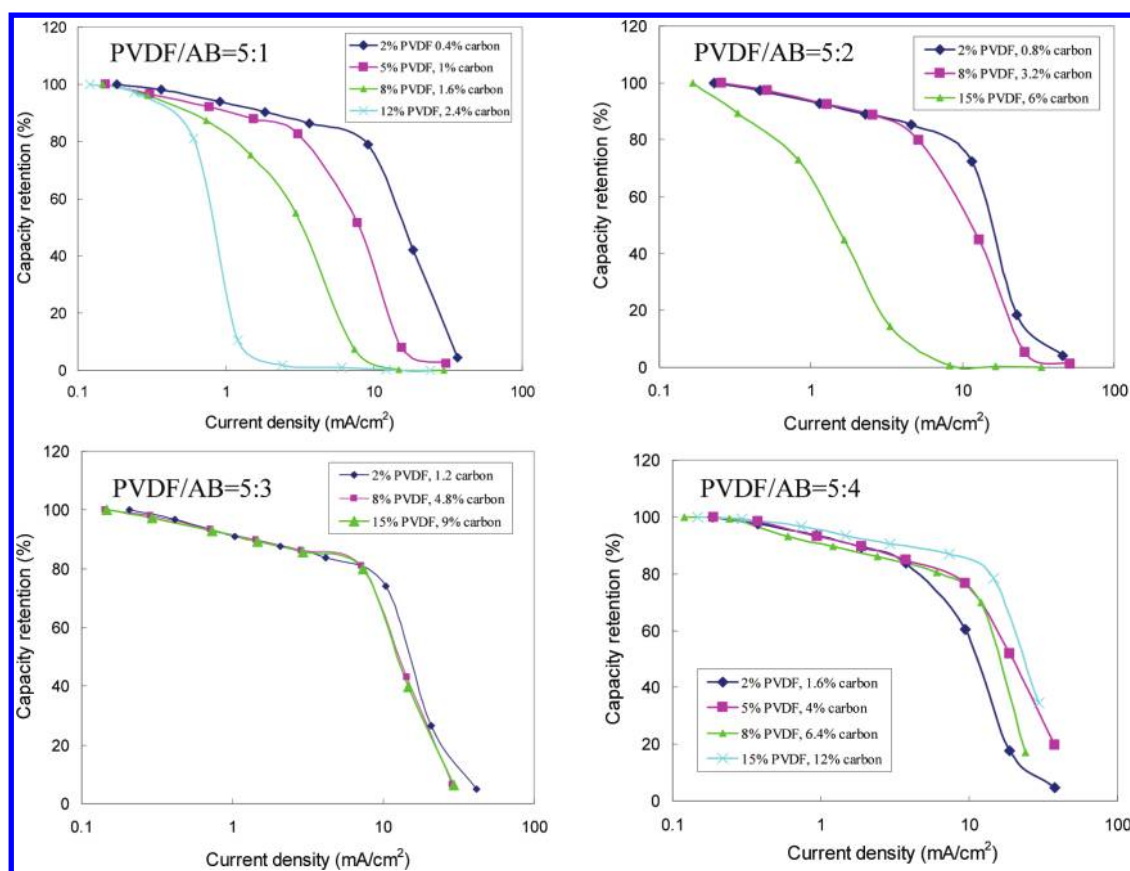 PVDF/AB=5:1
2% PVDF 0.4% carbon
5% PVDF, 1% carbon
8% PVDF, 1.6% carbon
12% PVDF, 2.4% carbon
Capacity retention (%)
120
100
80
60
40
20
0
0.1 1 10 100
Current density (mA/cm2)
PVDF/AB=5:2
2% PVDF, 0.8% carbon
8% PVDF, 3.2% carbon
15% PVDF, 6% carbon
Capacity retention (%)
120
100
80
60
40
20
0
0.1 1 10 100
Current density (mA/cm2)
PVDF/AB=5:3
2% PVDF, 1.2 carbon
8% PVDF, 4.8% carbon
15% PVDF, 9% carbon
Capacity retention (%)
120
100
80
60
40
20
0
0.1 1 10 100
Current density (mA/cm2)
PVDF/AB=5:4
2% PVDF, 1.6% carbon
5% PVDF, 4% carbon
8% PVDF, 6.4% carbon
15% PVDF, 12% carbon
Capacity retention (%)
120
100
80
60
40
20
0
0.1 1 10 100
Current density (mA/cm2)